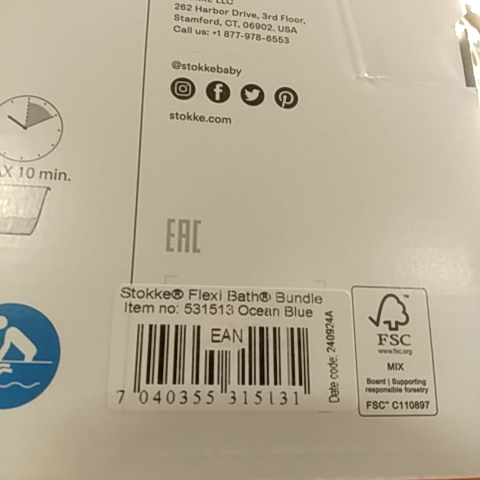 262 Harbor Drive, 3rd Floor,
Stamford, CT, 06902. USA
Call us: +1 877-978-6553
@stokkebaby
stokke.com
10 min.
EAC
Stokke® Flexi Bath® Bundle
Item no: 531513 Ocean Blue
EAN
7 040355 315131
Date code: 240924A
FSC
www.fsc.org
MIX
Board | Supporting
responsible forestry
FSC™ C110897